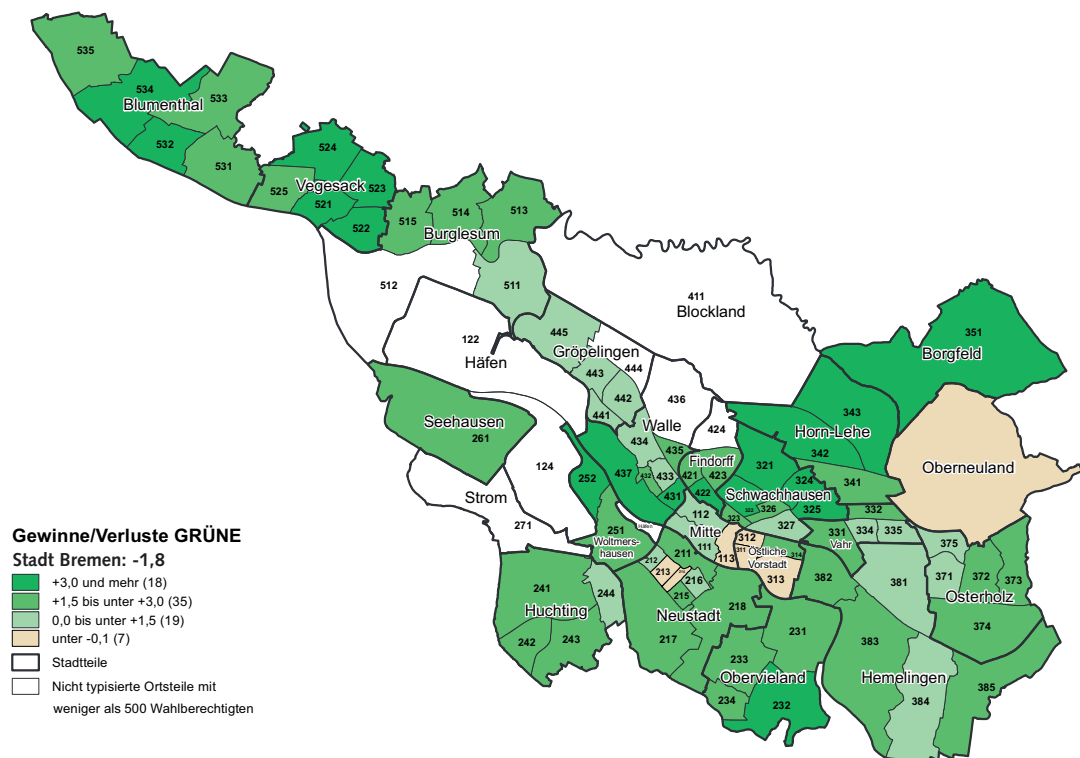 535
534
Blumenthal
533
532
531
524
Vegesack
523
525
521
522
515
514
513
Burglesum
512
511
411
Blockland
122
Häfen
445
Gröpelingen
444
443
442
441
436
Walle
424
434
435
351
Borgfeld
343
Horn-Lehe
342
341
Oberneuland
Seehausen
261
124
252
437
432
433
431
Findorff
421
423
422
321
324
Schwachhausen
322
326
325
323
327
332
Strom
271
251
Woltmers-
hausen
Häfen
112
Mitte
111
113
312
311
Östliche
Vorstadt
314
313
331
Vahr
334
335
375
371
372
373
Osterholz
374
381
382
212
211
213
214
216
215
Neustadt
217
218
241
244
Huchting
242
243
231
233
Obervieland
234
232
383
Hemelingen
384
385
Gewinne/Verluste GRÜNE
Stadt Bremen: -1,8
+3,0 und mehr (18)
+1,5 bis unter +3,0 (35)
0,0 bis unter +1,5 (19)
unter -0,1 (7)
Stadtteile
Nicht typisierte Ortsteile mit
weniger als 500 Wahlberechtigten